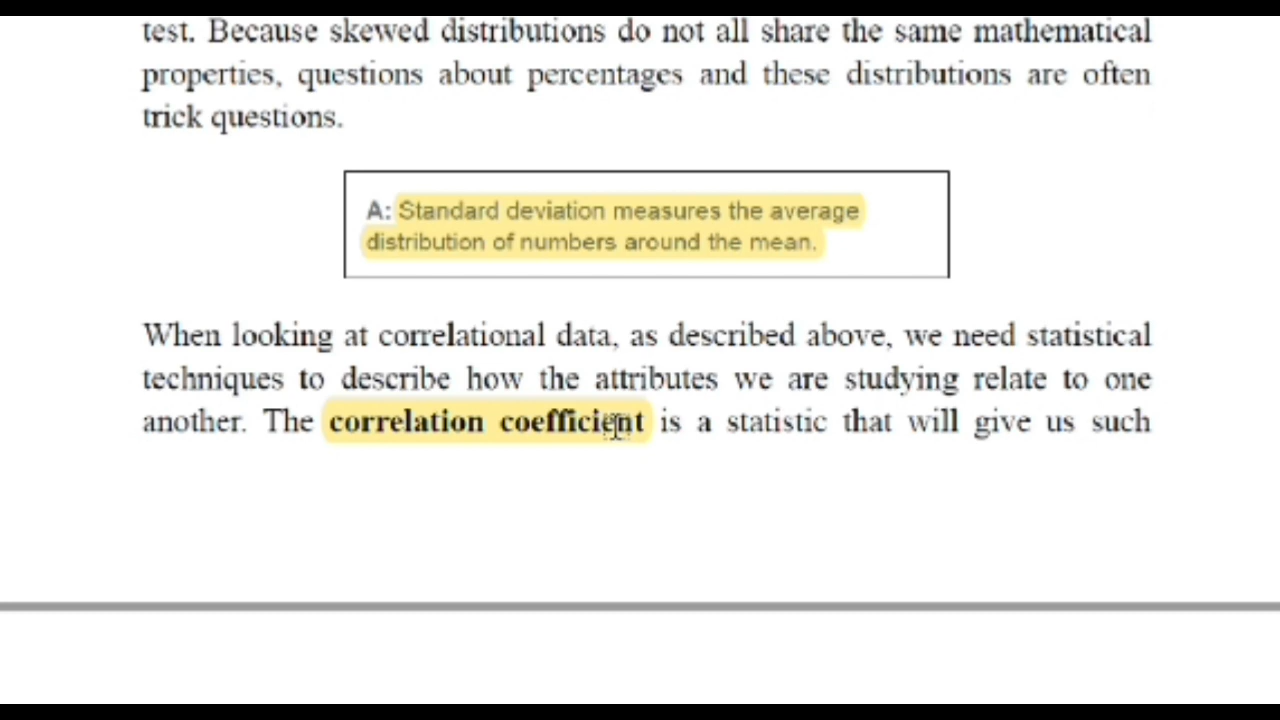 test. Because skewed distributions do not all share the same mathematical
properties, questions about percentages and these distributions are often
trick questions.
A: Standard deviation measures the average
distribution of numbers around the mean.
When looking at correlational data, as described above, we need statistical
techniques to describe how the attributes we are studying relate to one
another. The correlation coefficient is a statistic that will give us such